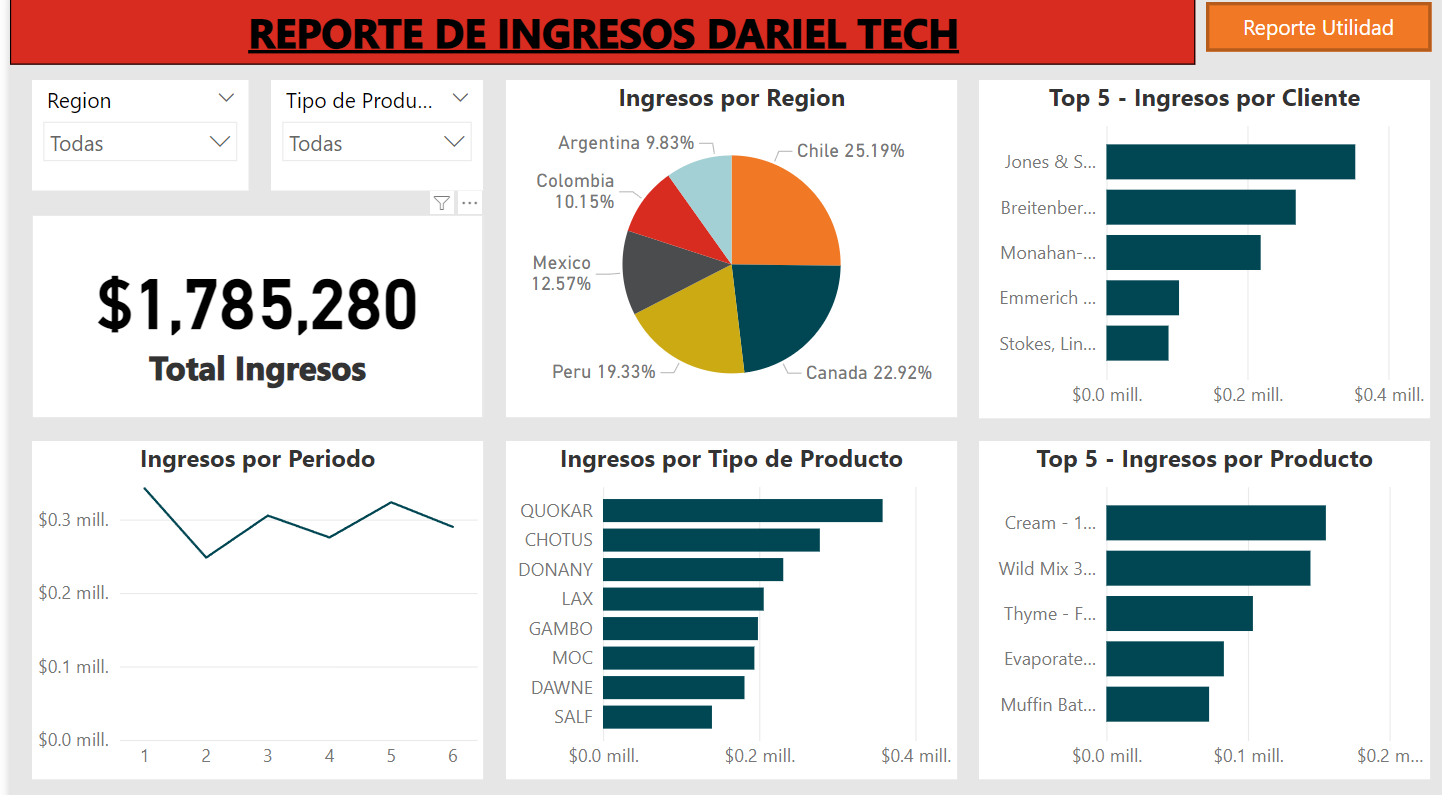 REPORTE DE INGRESOS DARIEL TECH
Reporte Utilidad
Region
Todas
Tipo de Produ...
Todas
$1,785,280
Total Ingresos
Ingresos por Region
Argentina 9.83%
Chile 25.19%
Colombia
10.15%
Mexico
12.57%
Peru 19.33%
Canada 22.92%
Top 5 - Ingresos por Cliente
Jones & S...
Breitenber...
Monahan-...
Emmerich ...
Stokes, Lin...
$0.0 mill.
$0.2 mill.
$0.4 mill.
Ingresos por Periodo
$0.3 mill.
$0.2 mill.
$0.1 mill.
$0.0 mill.
1 2 3 4 5 6
Ingresos por Tipo de Producto
QUOKAR
CHOTUS
DONANY
LAX
GAMBO
MOC
DAWNE
SALF
$0.0 mill.
$0.2 mill.
$0.4 mill.
Top 5 - Ingresos por Producto
Cream - 1...
Wild Mix 3...
Thyme - F...
Evaporate...
Muffin Bat...
$0.0 mill.
$0.1 mill.
$0.2 m...